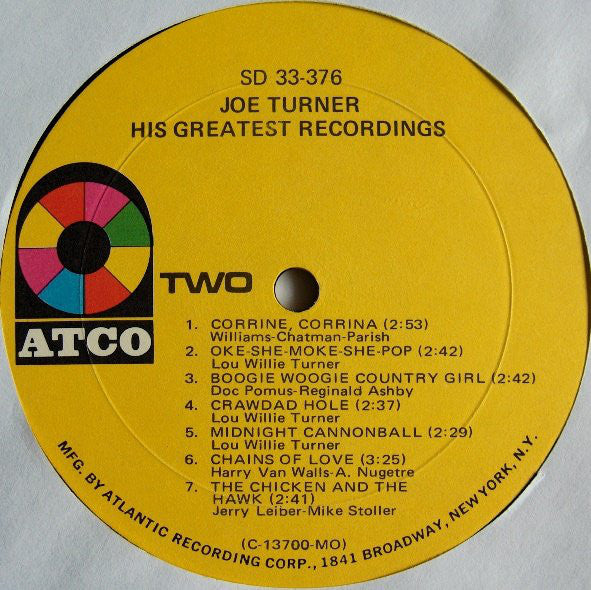 SD 33-376
JOE TURNER
HIS GREATEST RECORDINGS
ATCO
TWO
1. CORRINE, CORRINA (2:53)
Williams-Chatman-Parish
2. OKE-SHE-MOKE-SHE-POP (2:42)
Lou Willie Turner
3. BOOGIE WOOGIE COUNTRY GIRL (2:42)
Doc Pomus-Reginald Ashby
4. CRAWDAD HOLE (2:37)
Lou Willie Turner
5. MIDNIGHT CANNONBALL (2:29)
Lou Willie Turner
6. CHAINS OF LOVE (3:25)
Harry Van Walls-A. Nugetre
7. THE CHICKEN AND THE
HAWK (2:41)
Jerry Leiber-Mike Stoller
(C-13700-MO)
MFG. BY ATLANTIC RECORDING CORP., 1841 BROADWAY, NEW YORK, N.Y.